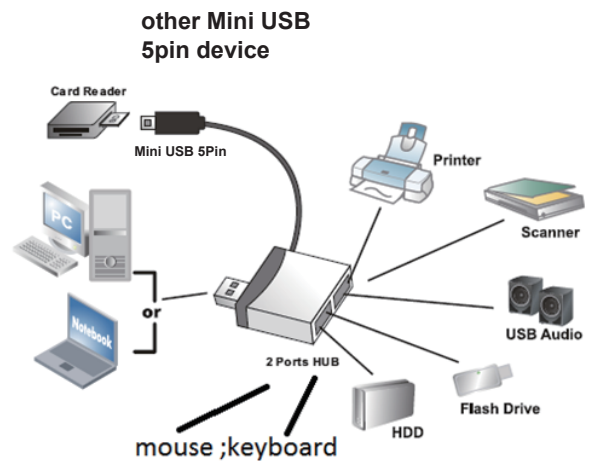 other Mini USB
5pin device
Card Reader
Mini USB 5Pin
Printer
PC
Scanner
or
Notebook
USB Audio
2 Ports HUB
Flash Drive
HDD
mouse ;keyboard